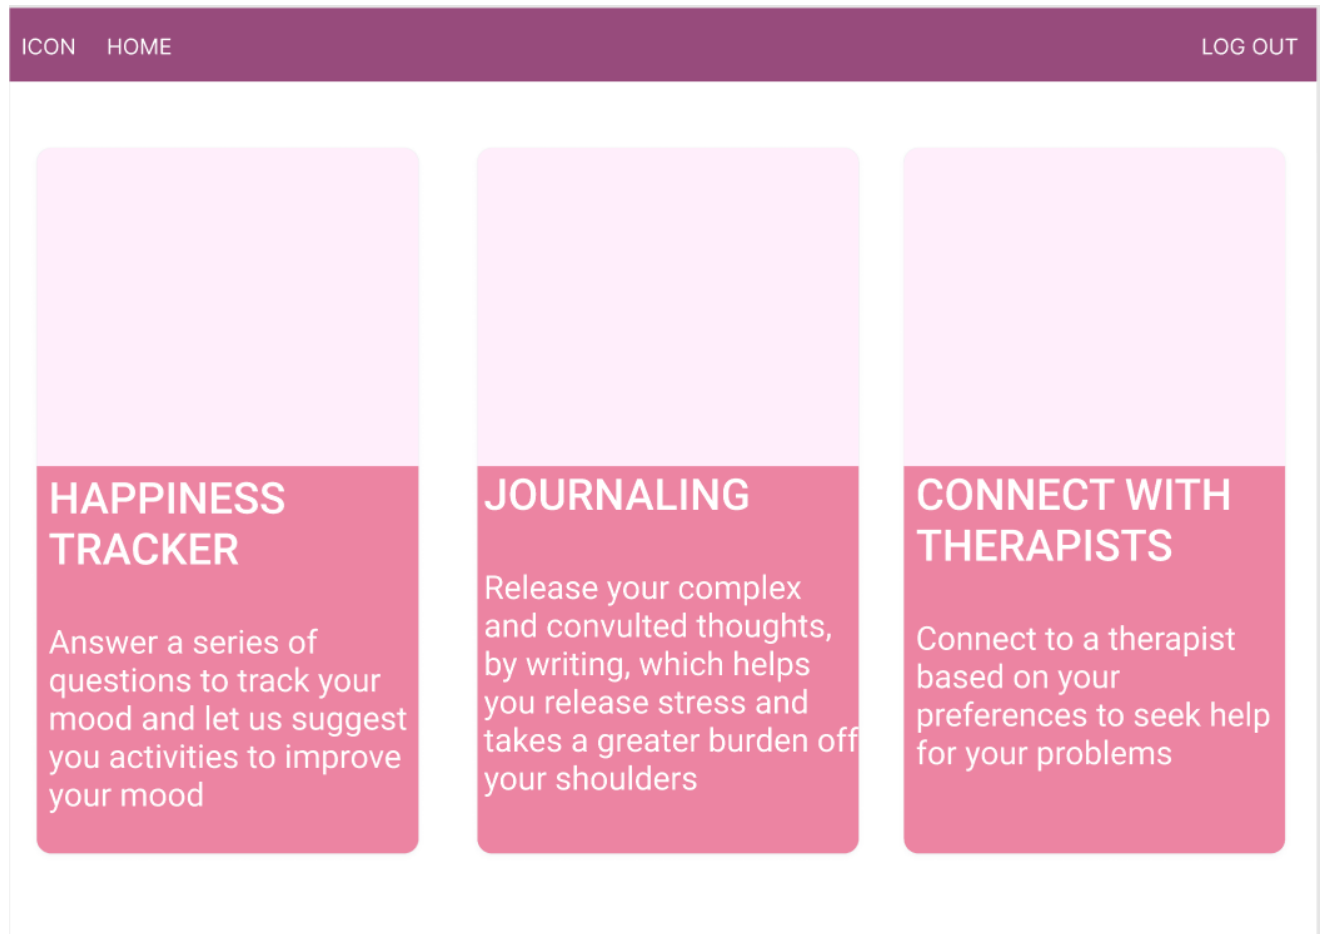 ICON HOME LOG OUT
HAPPINESS
TRACKER
Answer a series of
questions to track your
mood and let us suggest
you activities to improve
your mood
JOURNALING
Release your complex
and convulted thoughts,
by writing, which helps
you release stress and
takes a greater burden off
your shoulders
CONNECT WITH
THERAPISTS
Connect to a therapist
based on your
preferences to seek help
for your problems